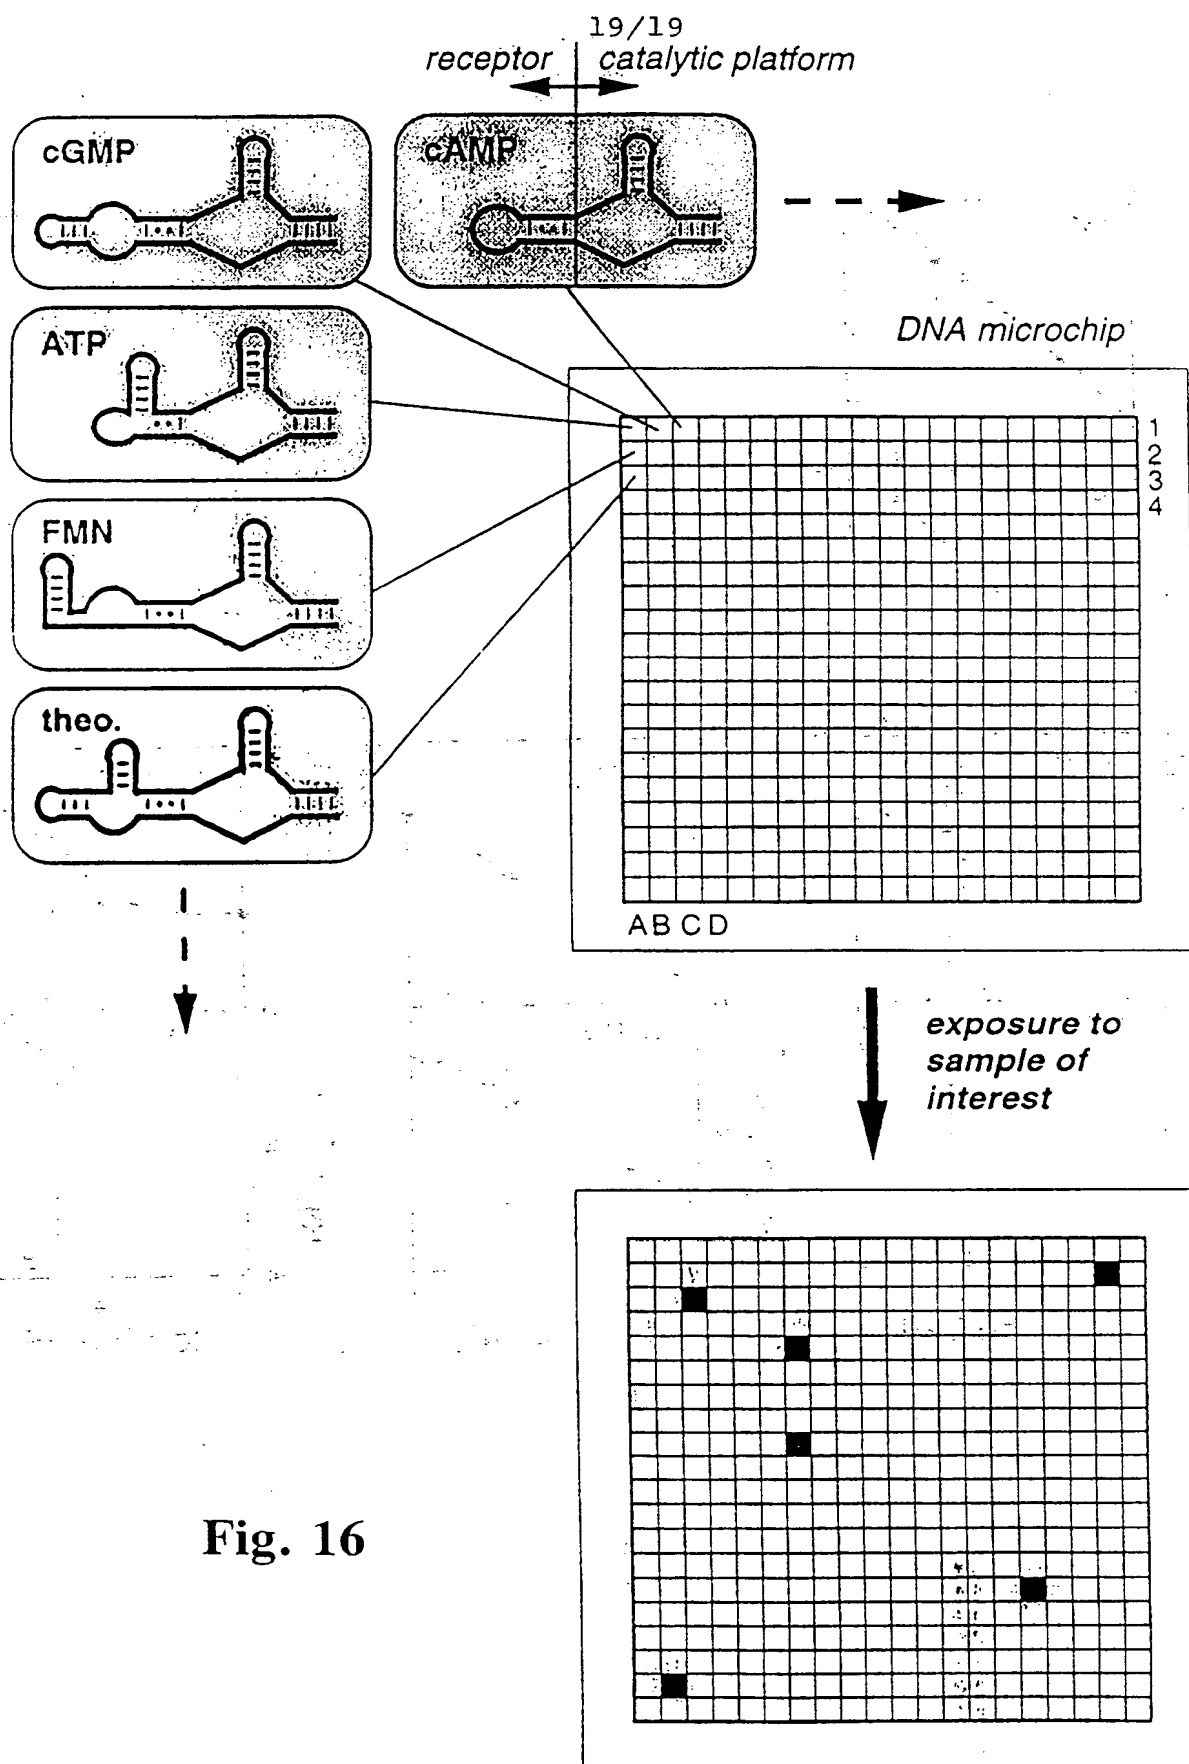 19/19
receptor
catalytic platform
cGMP
cAMP
ATP
DNA microchip
1
2
3
4
FMN
theo.
A B C D
exposure to
sample of
interest
Fig. 16